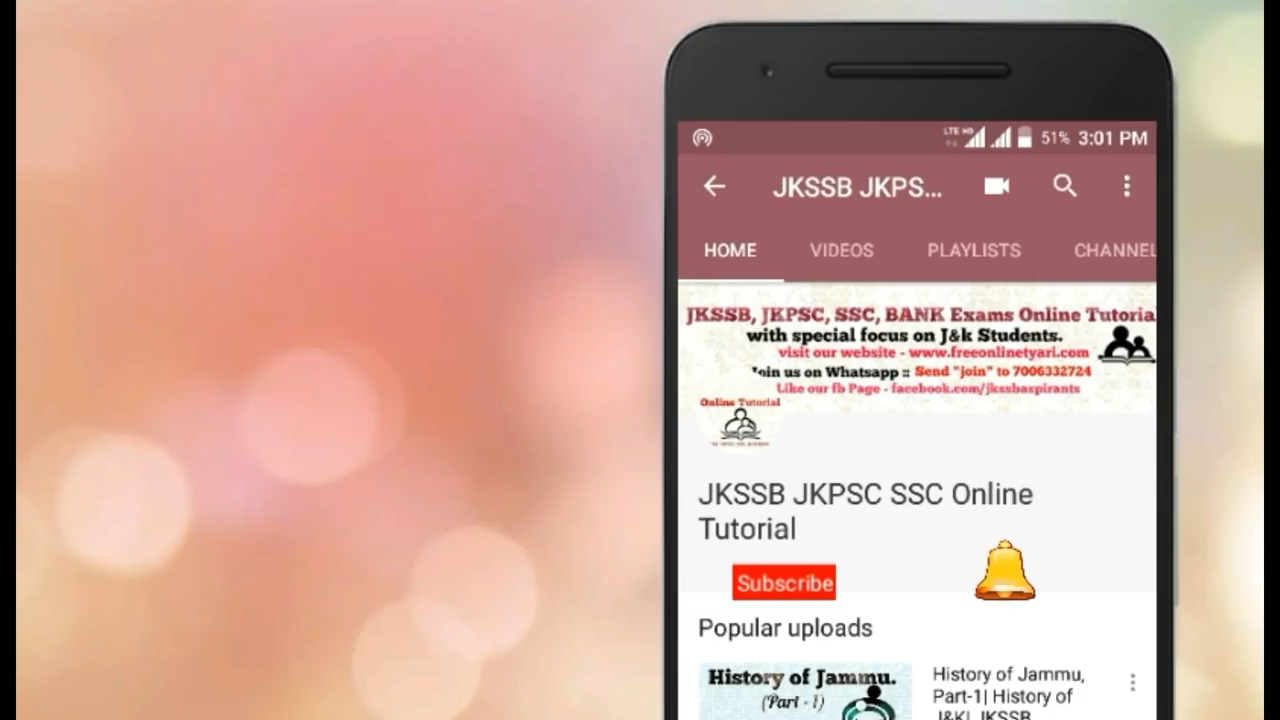 LTE HD 51% 3:01 PM
JKSSB JKPS...
HOME VIDEOS PLAYLISTS CHANNEL
JKSSB, JKPSC, SSC, BANK Exams Online Tutoria
with special focus on J&k Students.
visit our website - www.freeonlinetyari.com
oin us on Whatsapp :: Send "join" to 7006332724
Like our fb Page - facebook.com/jkssbaspirants
Online Tutorial
JKSSB JKPSC SSC Online
Tutorial
Subscribe
Popular uploads
History of Jammu.
(Part - 1)
History of Jammu,
Part-1| History of
J&K| JKSSB